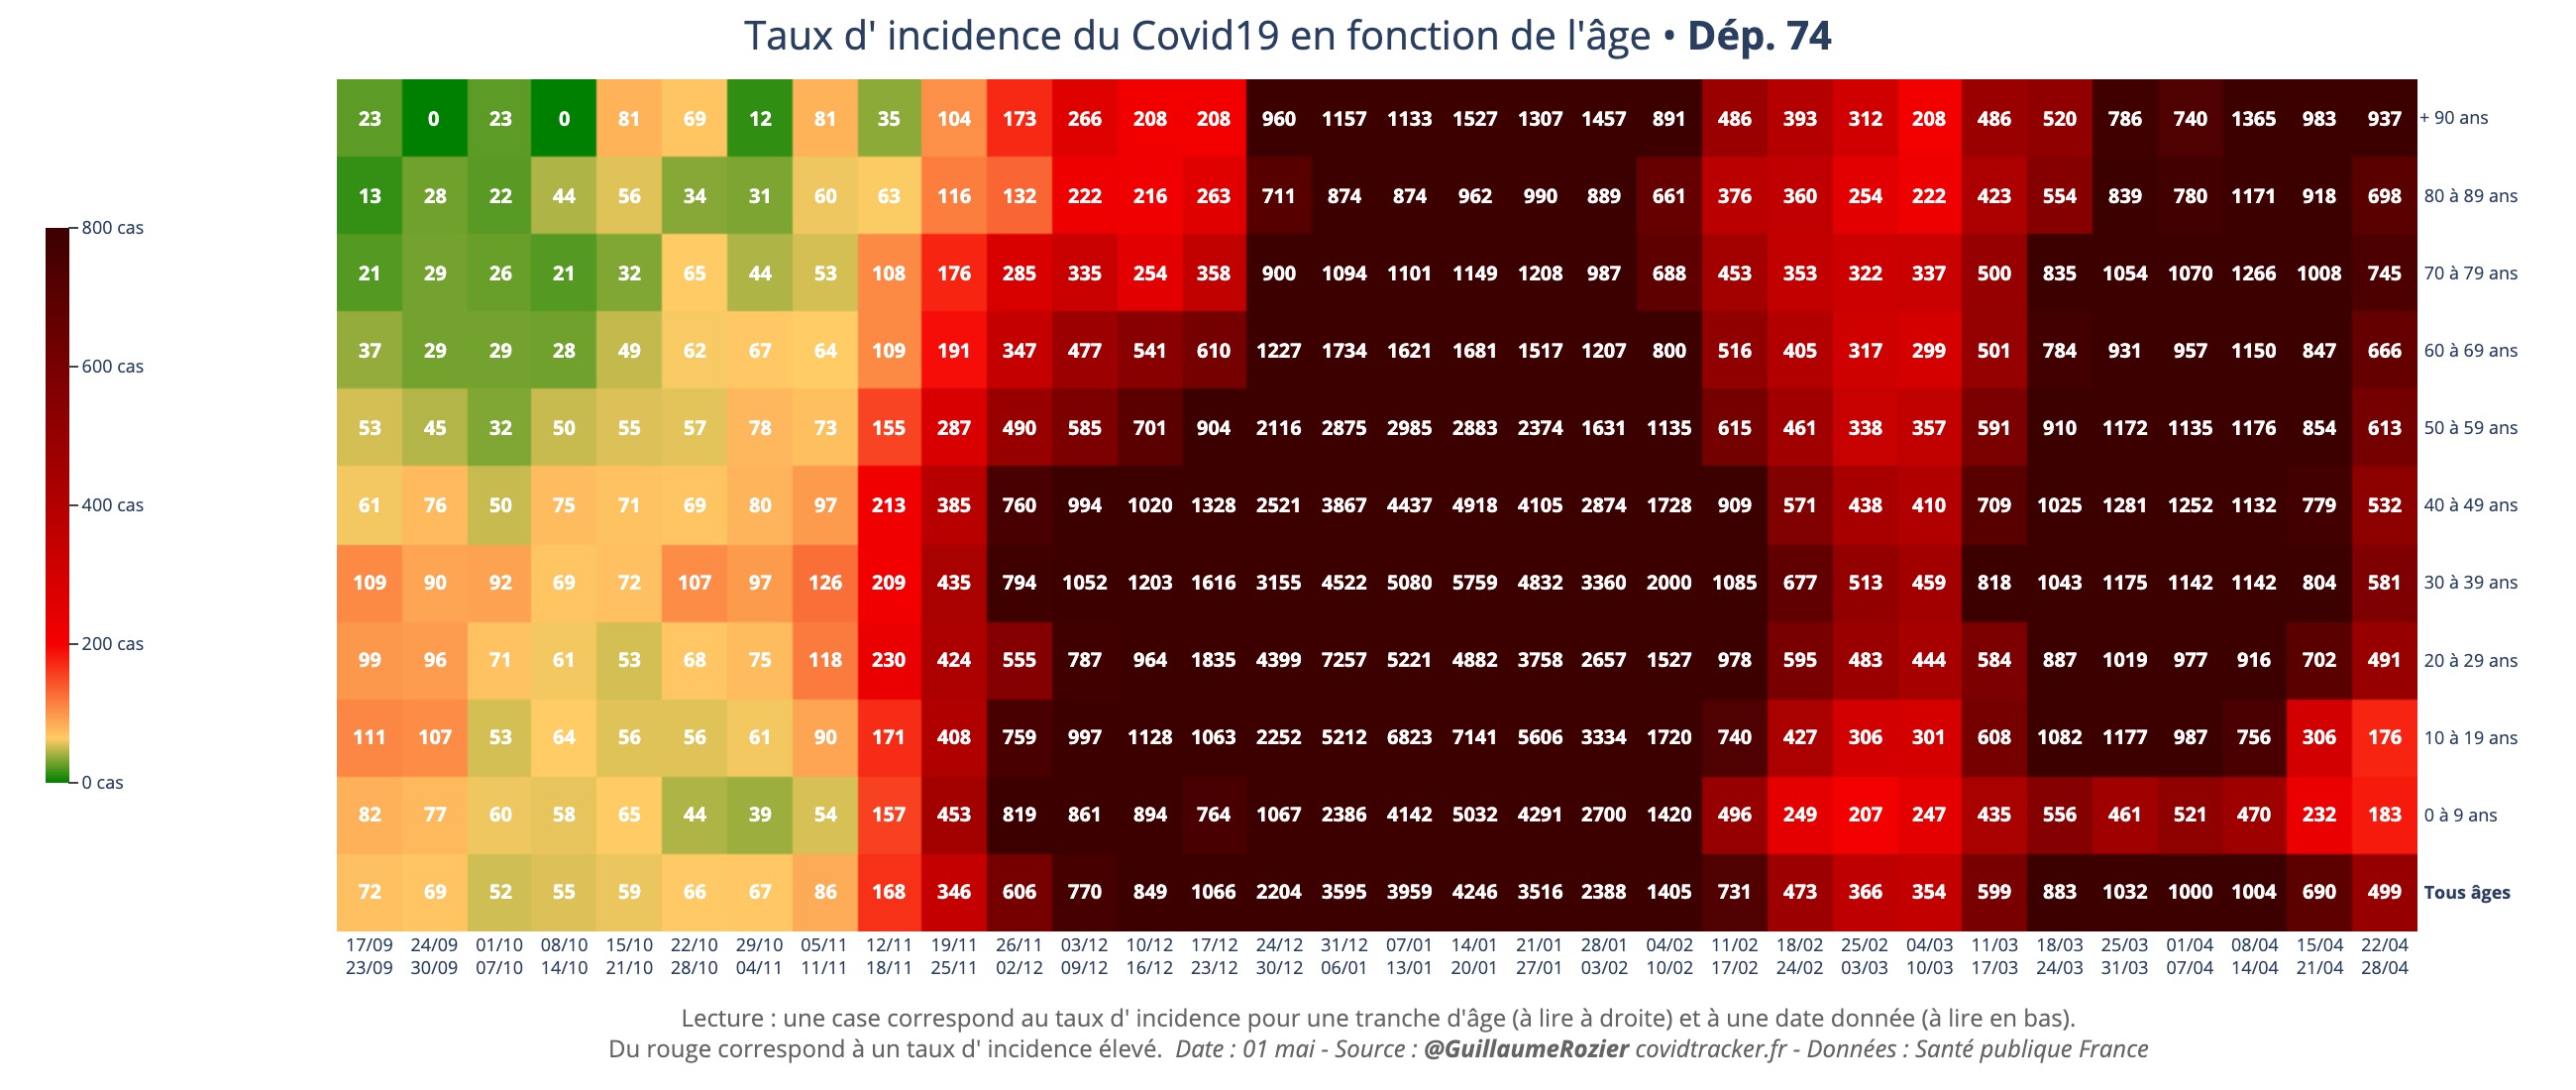 Taux d' incidence du Covid19 en fonction de l'âge • Dép. 74
800 cas
600 cas
400 cas
200 cas
0 cas
23 0 23 0 81 69 12 81 35 104 173 266 208 208 960 1157 1133 1527 1307 1457 891 486 393 312 208 486 520 786 740 1365 983 937 + 90 ans
13 28 22 44 56 34 31 60 63 116 132 222 216 263 711 874 874 962 990 889 661 376 360 254 222 423 554 839 780 1171 918 698 80 à 89 ans
21 29 26 21 32 65 44 53 108 176 285 335 254 358 900 1094 1101 1149 1208 987 688 453 353 322 337 500 835 1054 1070 1266 1008 745 70 à 79 ans
37 29 29 28 49 62 67 64 109 191 347 477 541 610 1227 1734 1621 1681 1517 1207 800 516 405 317 299 501 784 931 957 1150 847 666 60 à 69 ans
53 45 32 50 55 57 78 73 155 287 490 585 701 904 2116 2875 2985 2883 2374 1631 1135 615 461 338 357 591 910 1172 1135 1176 854 613 50 à 59 ans
61 76 50 75 71 69 80 97 213 385 760 994 1020 1328 2521 3867 4437 4918 4105 2874 1728 909 571 438 410 709 1025 1281 1252 1132 779 532 40 à 49 ans
109 90 92 69 72 107 97 126 209 435 794 1052 1203 1616 3155 4522 5080 5759 4832 3360 2000 1085 677 513 459 818 1043 1175 1142 1142 804 581 30 à 39 ans
99 96 71 61 53 68 75 118 230 424 555 787 964 1835 4399 7257 5221 4882 3758 2657 1527 978 595 483 444 584 887 1019 977 916 702 491 20 à 29 ans
111 107 53 64 56 56 61 90 171 408 759 997 1128 1063 2252 5212 6823 7141 5606 3334 1720 740 427 306 301 608 1082 1177 987 756 306 176 10 à 19 ans
82 77 60 58 65 44 39 54 157 453 819 861 894 764 1067 2386 4142 5032 4291 2700 1420 496 249 207 247 435 556 461 521 470 232 183 0 à 9 ans
72 69 52 55 59 66 67 86 168 346 606 770 849 1066 2204 3595 3959 4246 3516 2388 1405 731 473 366 354 599 883 1032 1000 1004 690 499 Tous âges
17/09 24/09 01/10 08/10 15/10 22/10 29/10 05/11 12/11 19/11 26/11 03/12 10/12 17/12 24/12 31/12 07/01 14/01 21/01 28/01 04/02 11/02 18/02 25/02 04/03 11/03 18/03 25/03 01/04 08/04 15/04 22/04
23/09 30/09 07/10 14/10 21/10 28/10 04/11 11/11 18/11 25/11 02/12 09/12 16/12 23/12 30/12 06/01 13/01 20/01 27/01 03/02 10/02 17/02 24/02 03/03 10/03 17/03 24/03 31/03 07/04 14/04 21/04 28/04
Lecture : une case correspond au taux d' incidence pour une tranche d'âge (à lire à droite) et à une date donnée (à lire en bas).
Du rouge correspond à un taux d' incidence élevé. Date : 01 mai - Source : @GuillaumeRozier covidtracker.fr - Données : Santé publique France